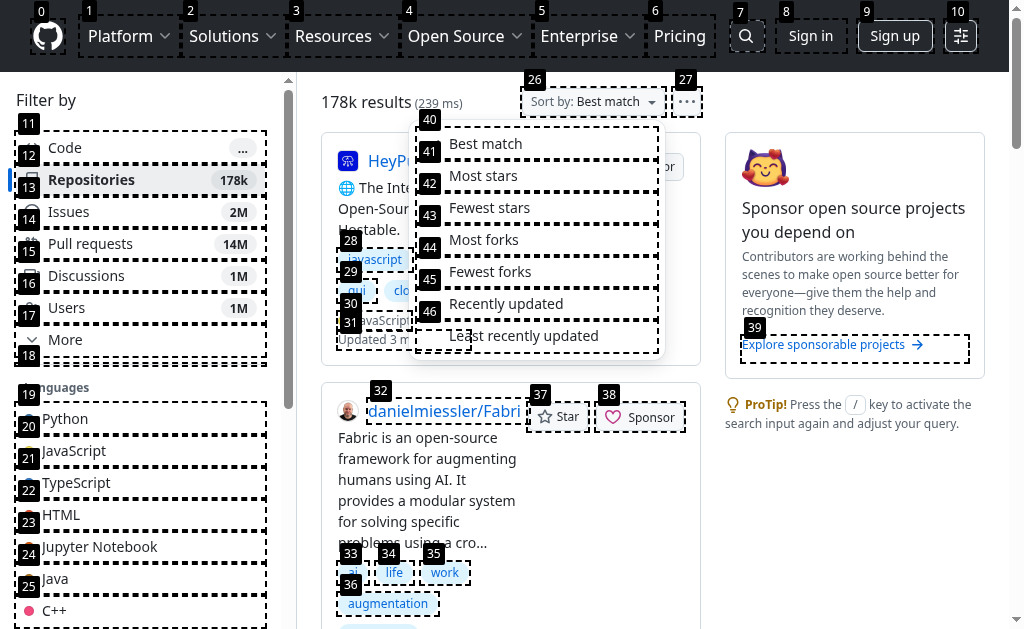 0 1 2 3 4 5 6 7 8 9 10
Platform Solutions Resources Open Source Enterprise Pricing Sign in Sign up
Filter by
11
12 Code ...
13 Repositories 178k
14 Issues 2M
15 Pull requests 14M
16 Discussions 1M
17 Users 1M
More
18
Languages
19
20 Python
21 JavaScript
22 TypeScript
23 HTML
24 Jupyter Notebook
25 Java
C++
26 27
178k results (239 ms)
Sort by: Best match
40
41 Best match
42 Most stars
43 Fewest stars
44 Most forks
45 Fewest forks
46 Recently updated
Least recently updated
🌐 The Inte
Open-Sour
Hostable.
28
javascript
29
gui clo
30
31 JavaScript
Updated 3 m
32
danielmiessler/Fabri
37 Star
38 Sponsor
Fabric is an open-source
framework for augmenting
humans using AI. It
provides a modular system
for solving specific
problems using a cro…
33 34 35
ai life work
36
augmentation
Sponsor open source projects
you depend on
Contributors are working behind the
scenes to make open source better for
everyone—give them the help and
recognition they deserve.
39
Explore sponsorable projects →
ProTip! Press the / key to activate the
search input again and adjust your query.